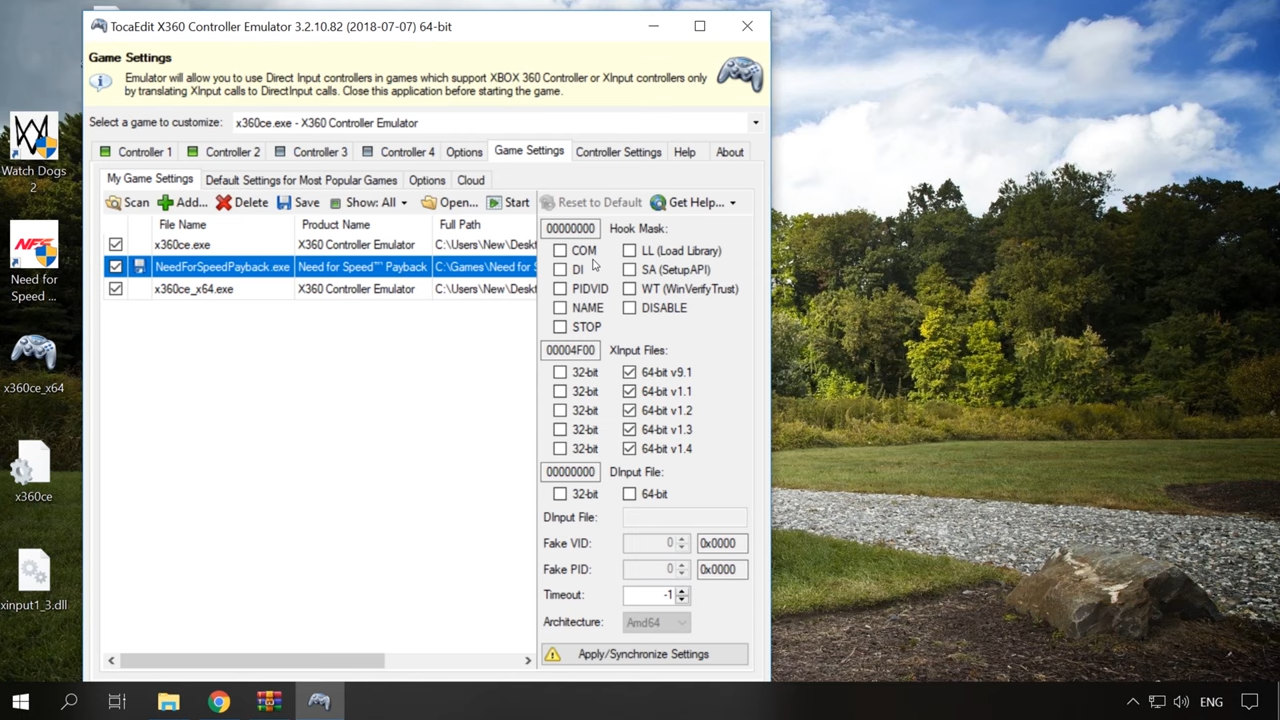 TocaEdit X360 Controller Emulator 3.2.10.82 (2018-07-07) 64-bit
Game Settings
Emulator will allow you to use Direct Input controllers in games which support XBOX 360 Controller or XInput controllers only
by translating XInput calls to DirectInput calls. Close this application before starting the game.
Select a game to customize: x360ce.exe - X360 Controller Emulator
Controller 1 Controller 2 Controller 3 Controller 4 Options Game Settings Controller Settings Help About
My Game Settings Default Settings for Most Popular Games Options Cloud
Scan Add... Delete Save Show: All Open... Start Reset to Default Get Help...
File Name Product Name Full Path
x360ce.exe X360 Controller Emulator C:\Users\New\Deskt
NeedForSpeedPayback.exe Need for Speed™ Payback C:\Games\Need for S
x360ce_x64.exe X360 Controller Emulator C:\Users\New\Deskt
00000000 Hook Mask:
COM LL (Load Library)
DI SA (SetupAPI)
PIDVID WT (WinVerifyTrust)
NAME DISABLE
STOP
00004F00 XInput Files:
32-bit 64-bit v9.1
32-bit 64-bit v1.1
32-bit 64-bit v1.2
32-bit 64-bit v1.3
32-bit 64-bit v1.4
00000000 DInput File:
32-bit 64-bit
DInput File:
Fake VID: 0 0x0000
Fake PID: 0 0x0000
Timeout: -1
Architecture: Amd64
Apply/Synchronize Settings
Watch Dogs
2
NFS
Need for
Speed ...
x360ce_x64
x360ce
xinput1_3.dll
ENG